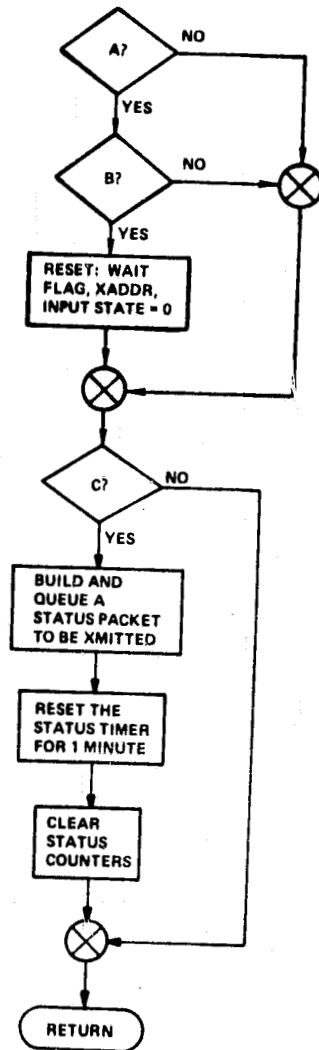 A?
NO
YES
B?
NO
YES
RESET: WAIT
FLAG, XADDR,
INPUT STATE = 0
C?
NO
YES
BUILD AND
QUEUE A
STATUS PACKET
TO BE XMITTED
RESET THE
STATUS TIMER
FOR 1 MINUTE
CLEAR
STATUS
COUNTERS
RETURN